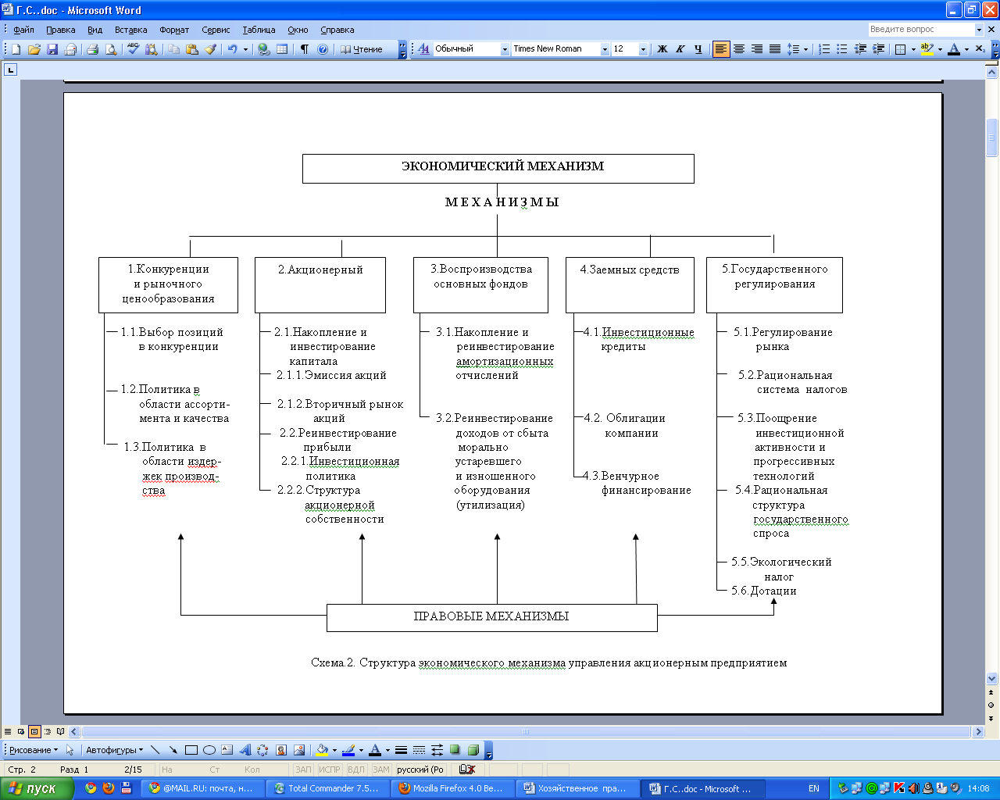 Г.С..doc - Microsoft Word
Файл Правка Вид Вставка Формат Сервис Таблица Окно Справка
Введите вопрос
Чтение
Обычный
Times New Roman
12
Ж К Ч
ЭКОНОМИЧЕСКИЙ МЕХАНИЗМ
М Е Х А Н И З М Ы
1.Конкуренции
и рыночного
ценообразования
2.Акционерный
3.Воспроизводства
основных фондов
4.Заемных средств
5.Государственного
регулирования
1.1.Выбор позиций
в конкуренции
1.2.Политика в
области ассорти-
мента и качества
1.3.Политика в
области издер-
жек производ-
ства
2.1.Накопление и
инвестирование
капитала
2.1.1.Эмиссия акций
2.1.2.Вторичный рынок
акций
2.2.Реинвестирование
прибыли
2.2.1.Инвестиционная
политика
2.2.2.Структура
акционерной
собственности
3.1.Накопление и
реинвестирование
амортизационных
отчислений
3.2.Реинвестирование
доходов от сбыта
морально
устаревшего
и изношенного
оборудования
(утилизация)
4.1.Инвестиционные
кредиты
4.2. Облигации
компании
4.3.Венчурное
финансирование
5.1.Регулирование
рынка
5.2.Рациональная
система налогов
5.3.Поощрение
инвестиционной
активности и
прогрессивных
технологий
5.4.Рациональная
структура
государственного
спроса
5.5.Экологический
налог
5.6.Дотации
ПРАВОВЫЕ МЕХАНИЗМЫ
Схема.2. Структура экономического механизма управления акционерным предприятием
Рисование Автофигуры
Стр. 2 Разд 1 2/15 На Ст Кол ЗАП ИСПР ВДЛ ЗАМ русский (Ро
пуск
@MAIL.RU: почта, н...
Total Commander 7.5...
Mozilla Firefox 4.0 Be...
Хозяйственное пра...
Г.С..doc - Microsoft ...
EN
14:08